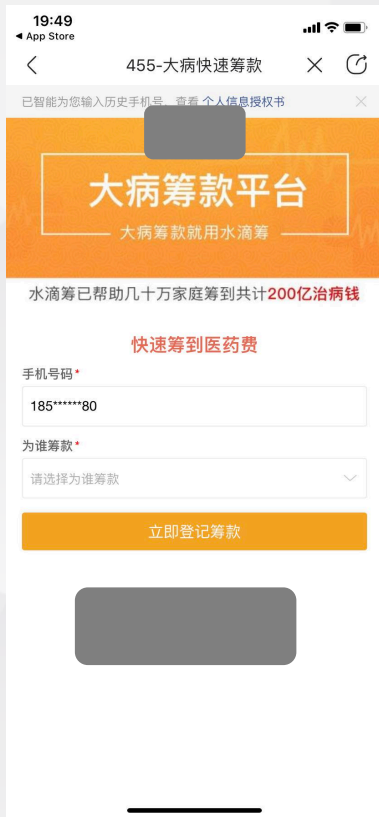 19:49
◀ App Store
455-大病快速筹款
已智能为您输入历史手机号，查看 个人信息授权书
大病筹款平台
大病筹款就用水滴筹
水滴筹已帮助几十万家庭筹到共计200亿治病钱
快速筹到医药费
手机号码*
185******80
为谁筹款*
请选择为谁筹款
立即登记筹款